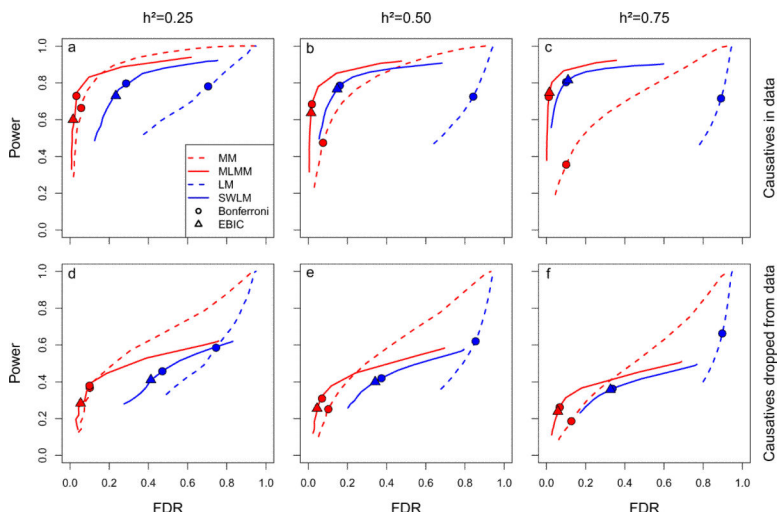 h²=0.25 h²=0.50 h²=0.75
a b c
Power
1.0
0.8
0.6
0.4
0.2
0.0
MM
MLMM
LM
SWLM
Bonferroni
EBIC
Causatives in data
d e f
Power
1.0
0.8
0.6
0.4
0.2
0.0
0.0 0.2 0.4 0.6 0.8 1.0 0.0 0.2 0.4 0.6 0.8 1.0 0.0 0.2 0.4 0.6 0.8 1.0
FDR FDR FDR
Causatives dropped from data